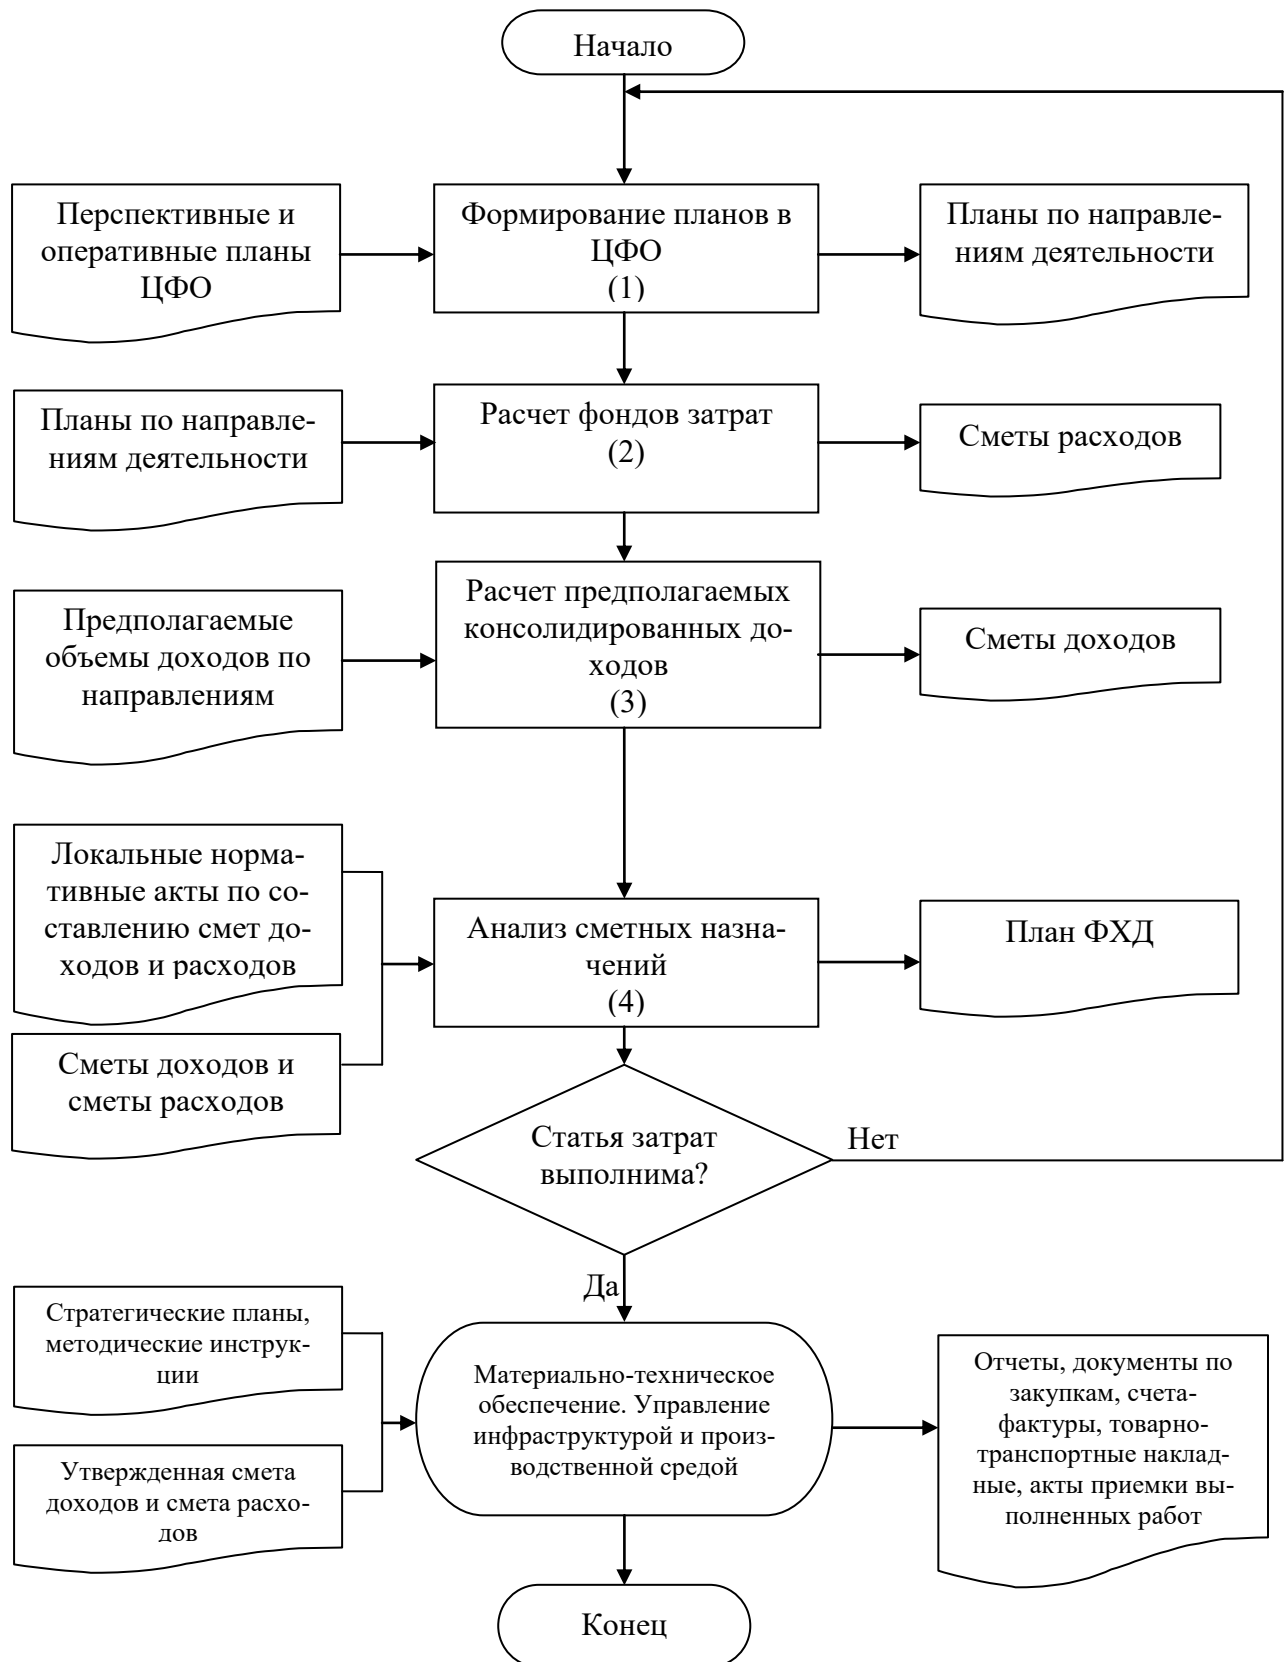 Начало
Перспективные и
оперативные планы
ЦФО
Формирование планов в
ЦФО
(1)
Планы по направле-
ниям деятельности
Планы по направле-
ниям деятельности
Расчет фондов затрат
(2)
Сметы расходов
Предполагаемые
объемы доходов по
направлениям
Расчет предполагаемых
консолидированных до-
ходов
(3)
Сметы доходов
Локальные норма-
тивные акты по со-
ставлению смет до-
ходов и расходов
Сметы доходов и
сметы расходов
Анализ сметных назна-
чений
(4)
План ФХД
Статья затрат
выполнима?
Нет
Да
Стратегические планы,
методические инструк-
ции
Утвержденная смета
доходов и смета расхо-
дов
Материально-техническое
обеспечение. Управление
инфраструктурой и произ-
водственной средой
Отчеты, документы по
закупкам, счета-
фактуры, товарно-
транспортные наклад-
ные, акты приемки вы-
полненных работ
Конец